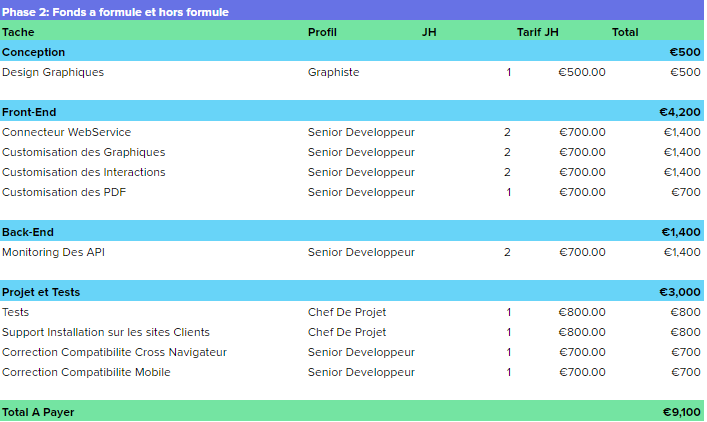 Phase 2: Fonds a formule et hors formule
Tache Profil JH Tarif JH Total
Conception €500
Design Graphiques Graphiste 1 €500.00 €500
Front-End €4,200
Connecteur WebService Senior Developpeur 2 €700.00 €1,400
Customisation des Graphiques Senior Developpeur 2 €700.00 €1,400
Customisation des Interactions Senior Developpeur 2 €700.00 €1,400
Customisation des PDF Senior Developpeur 1 €700.00 €700
Back-End €1,400
Monitoring Des API Senior Developpeur 2 €700.00 €1,400
Projet et Tests €3,000
Tests Chef De Projet 1 €800.00 €800
Support Installation sur les sites Clients Chef De Projet 1 €800.00 €800
Correction Compatibilite Cross Navigateur Senior Developpeur 1 €700.00 €700
Correction Compatibilite Mobile Senior Developpeur 1 €700.00 €700
Total A Payer €9,100